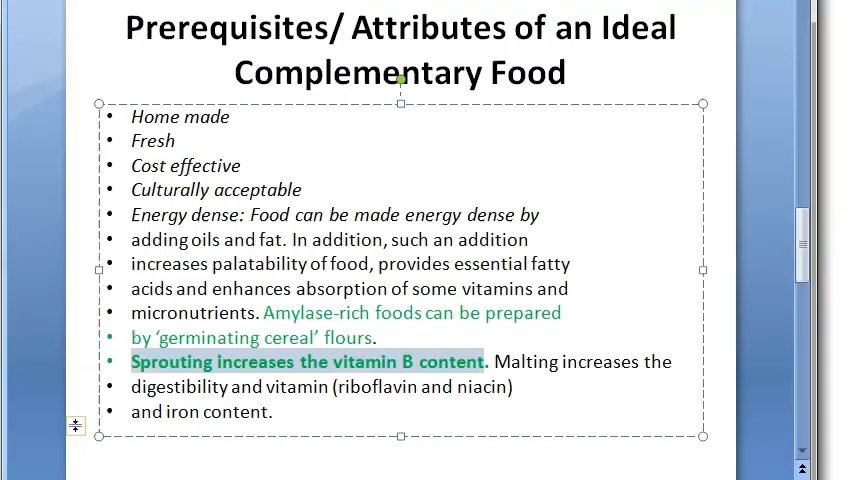 Prerequisites/ Attributes of an Ideal
Complementary Food
• Home made
• Fresh
• Cost effective
• Culturally acceptable
• Energy dense: Food can be made energy dense by
• adding oils and fat. In addition, such an addition
• increases palatability of food, provides essential fatty
• acids and enhances absorption of some vitamins and
• micronutrients. Amylase-rich foods can be prepared
• by ‘germinating cereal’ flours.
• Sprouting increases the vitamin B content. Malting increases the
• digestibility and vitamin (riboflavin and niacin)
• and iron content.